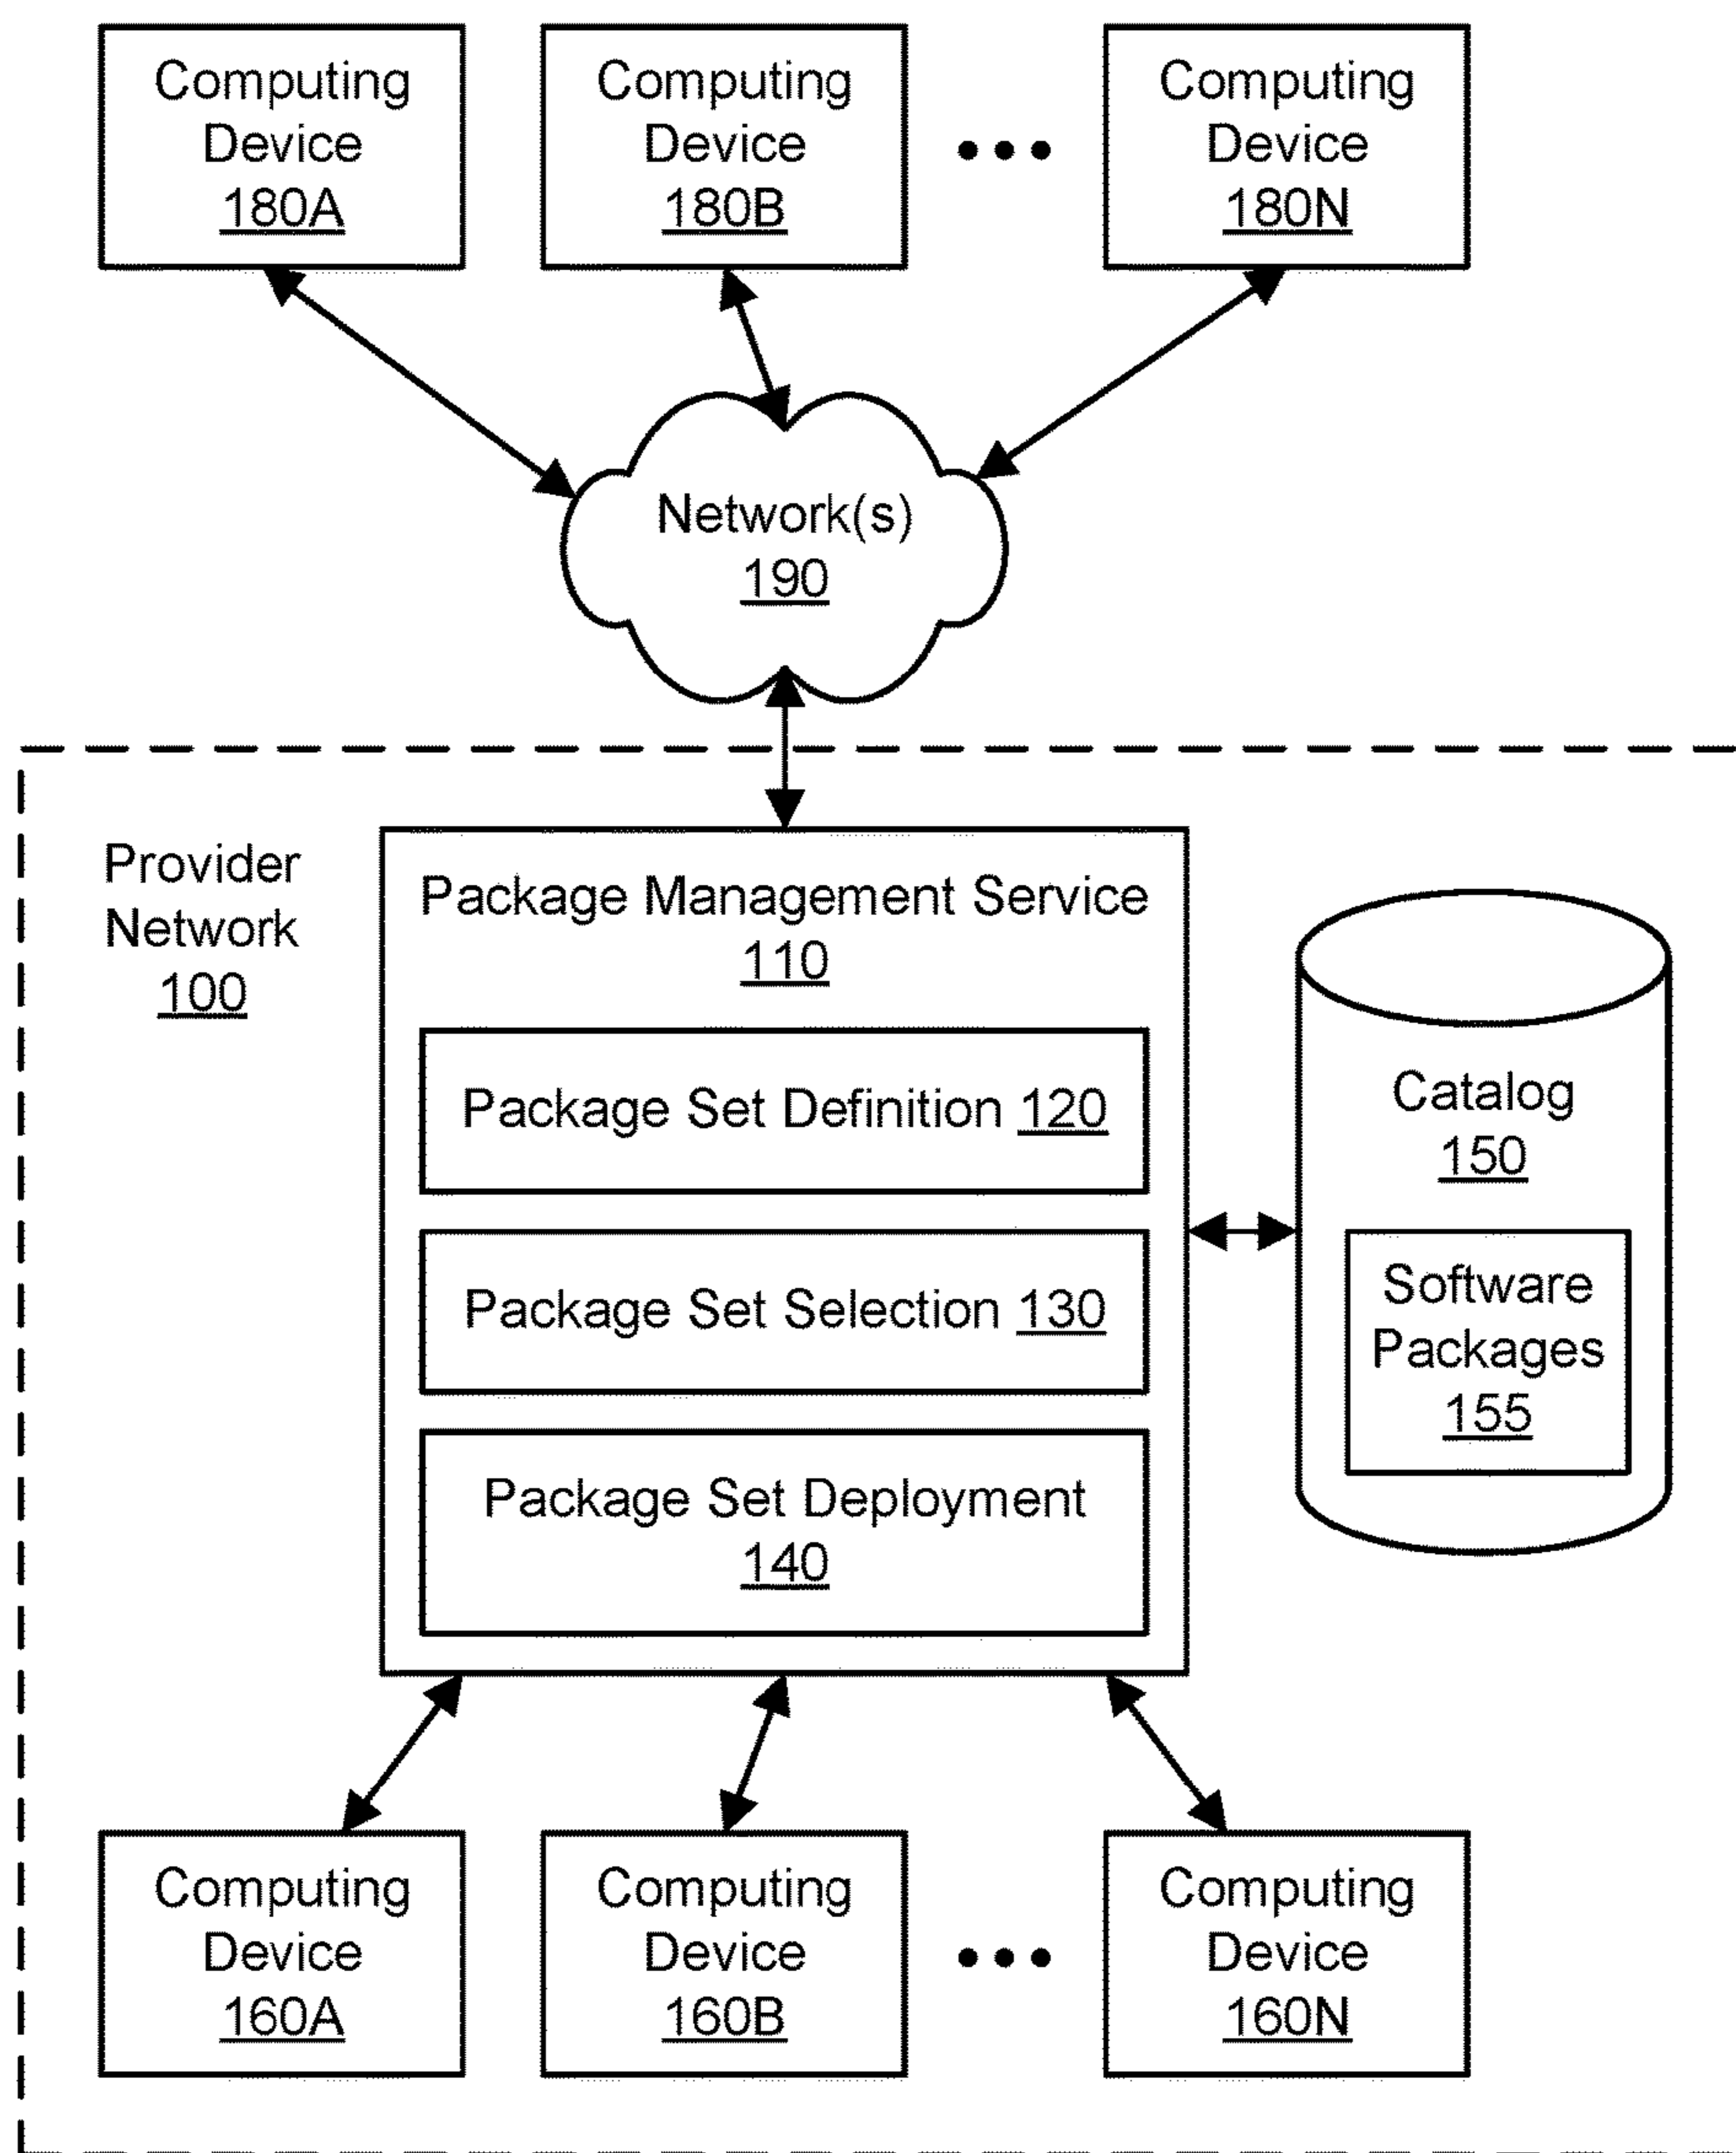 Computing
Device
180A
Computing
Device
180B
Computing
Device
180N
Network(s)
190
Provider
Network
100
Package Management Service
110
Package Set Definition 120
Package Set Selection 130
Package Set Deployment
140
Catalog
150
Software
Packages
155
Computing
Device
160A
Computing
Device
160B
Computing
Device
160N